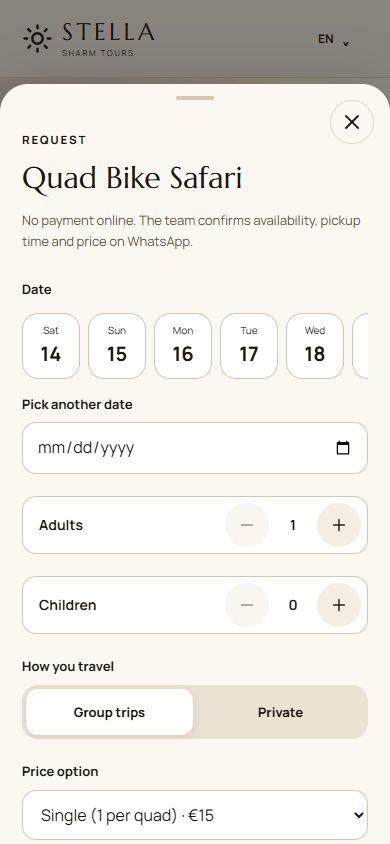 STELLA
SHARM TOURS
EN
REQUEST
Quad Bike Safari
No payment online. The team confirms availability, pickup
time and price on WhatsApp.
Date
Sat Sun Mon Tue Wed
14 15 16 17 18
Pick another date
mm/dd/yyyy
Adults 1
Children 0
How you travel
Group trips Private
Price option
Single (1 per quad) · €15